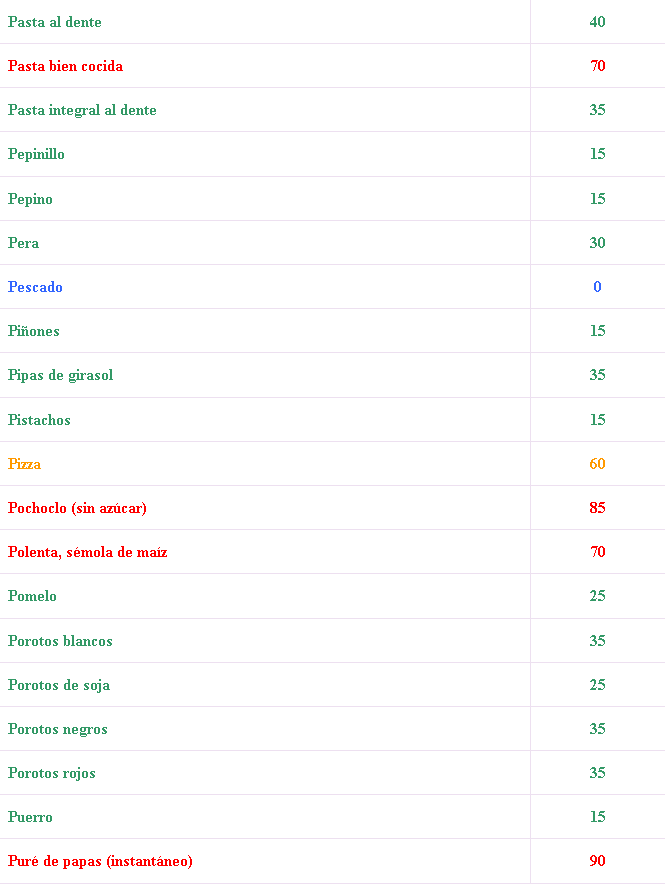 Pasta al dente 40
Pasta bien cocida 70
Pasta integral al dente 35
Pepinillo 15
Pepino 15
Pera 30
Pescado 0
Piñones 15
Pipas de girasol 35
Pistachos 15
Pizza 60
Pochoclo (sin azúcar) 85
Polenta, sémola de maíz 70
Pomelo 25
Porotos blancos 35
Porotos de soja 25
Porotos negros 35
Porotos rojos 35
Puerro 15
Puré de papas (instantáneo) 90